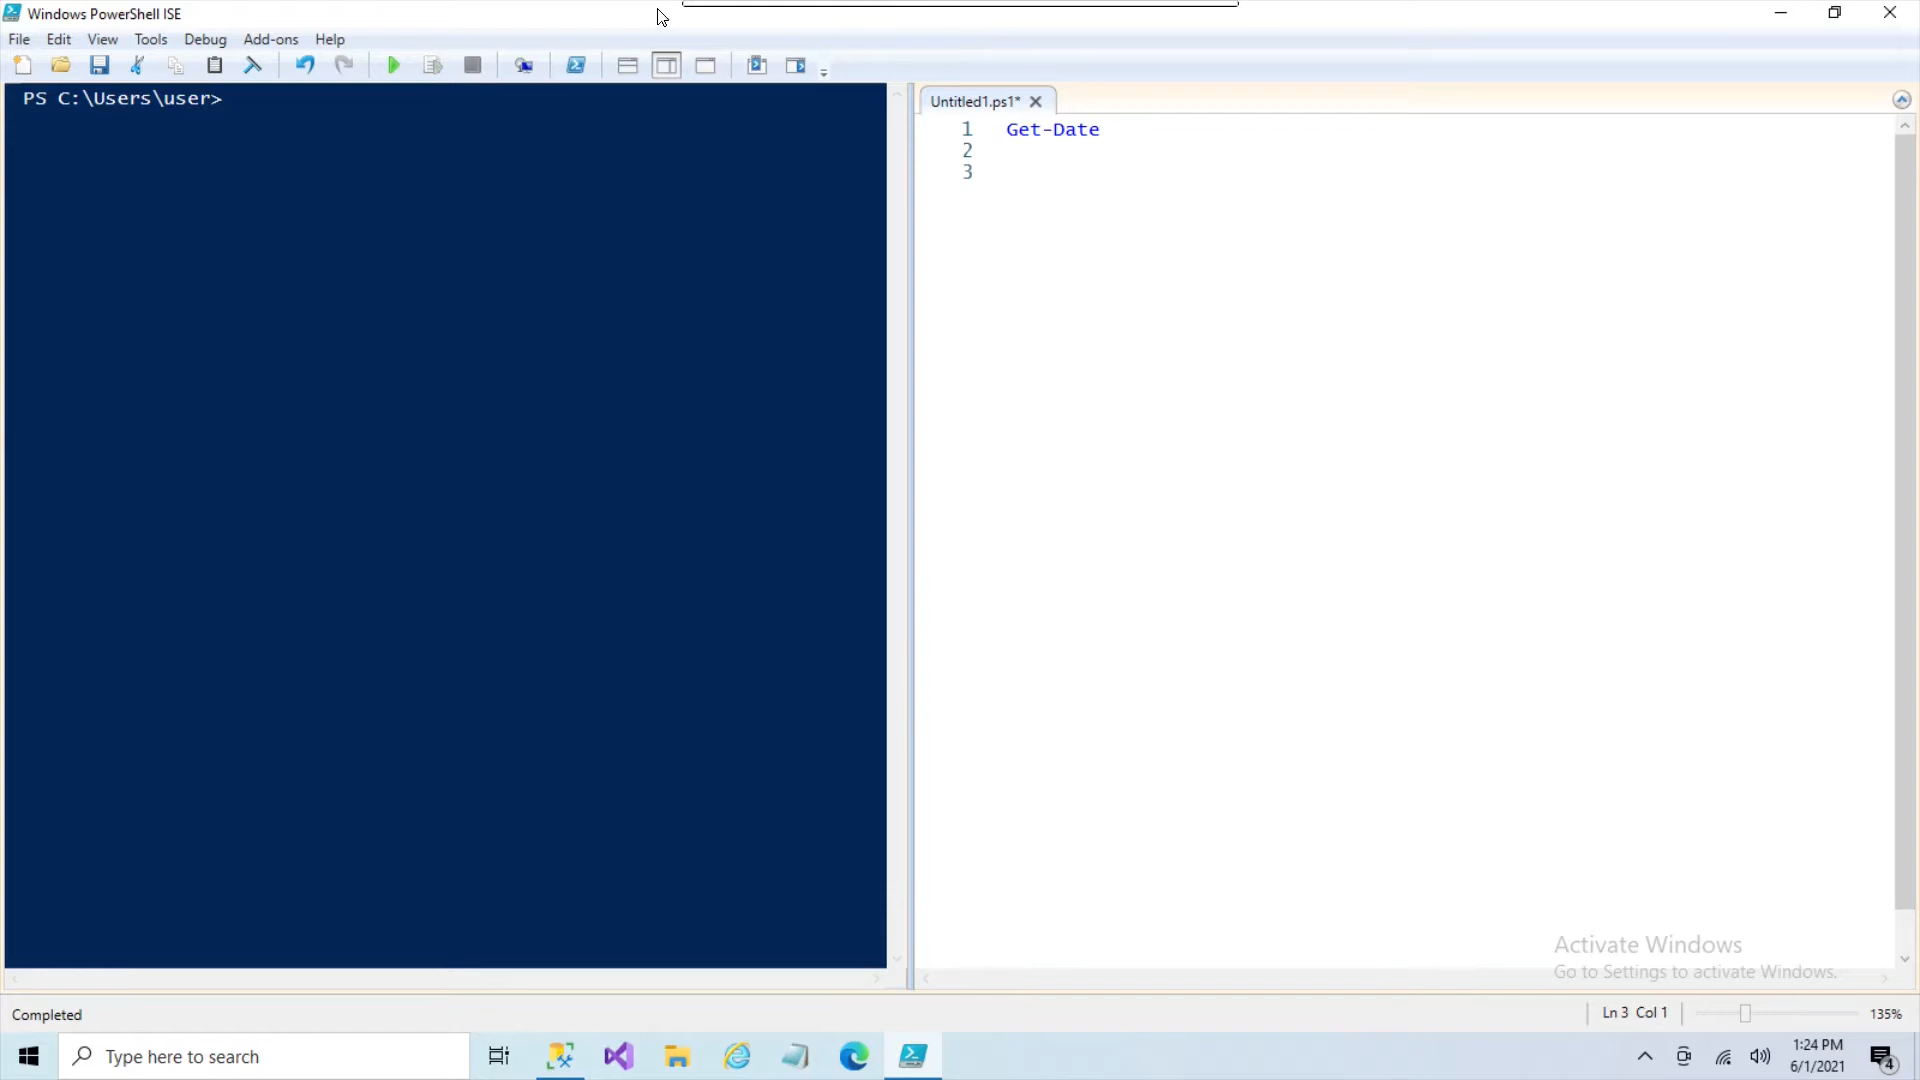 Windows PowerShell ISE
File Edit View Tools Debug Add-ons Help
PS C:\Users\user>
Untitled1.ps1*
1 Get-Date
2
3
Activate Windows
Go to Settings to activate Windows.
Completed
Ln 3 Col 1
135%
Type here to search
1:24 PM
6/1/2021
4